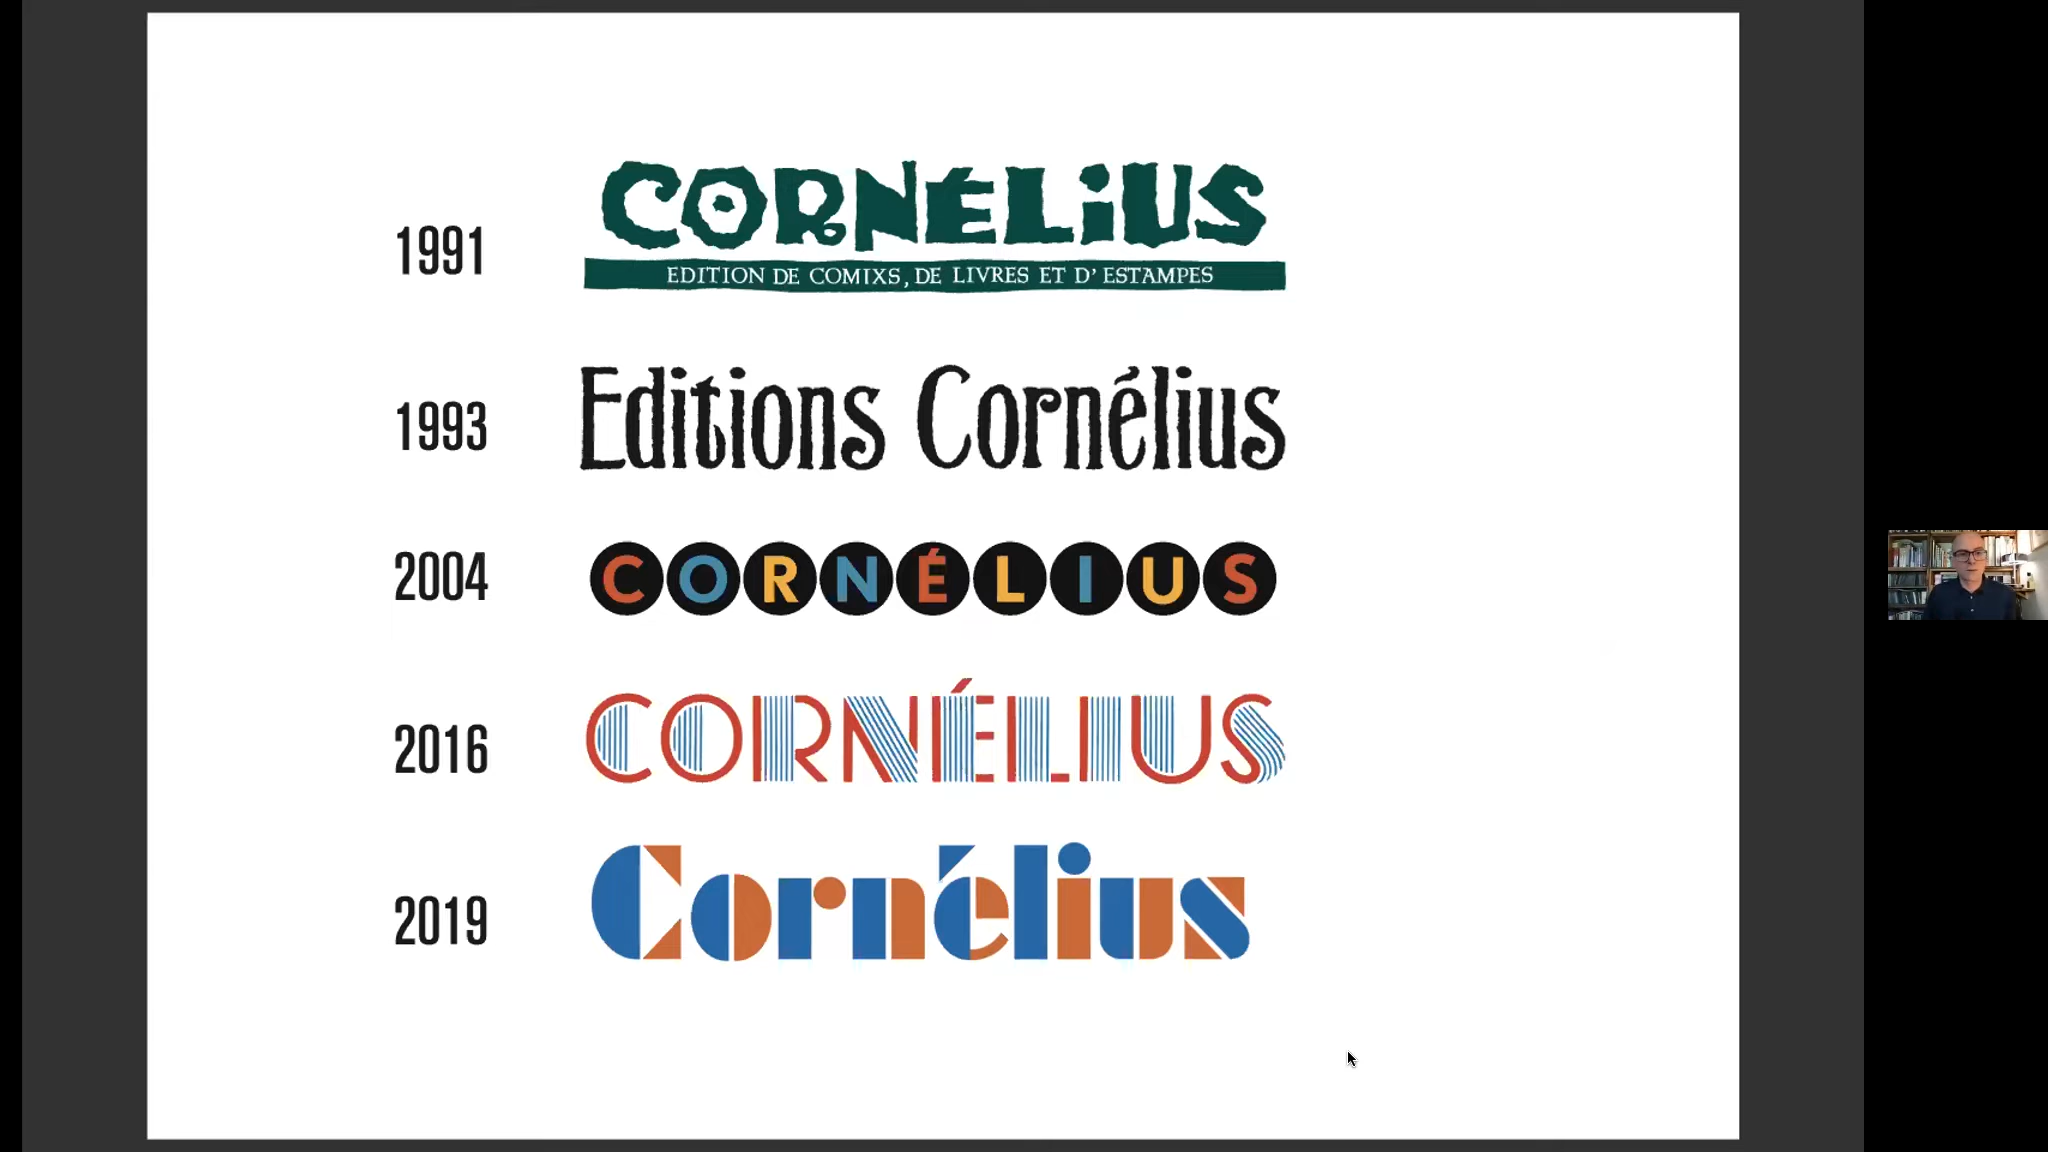 1991
CORNÉLiUS
EDITION DE COMIXS, DE LIVRES ET D' ESTAMPES
1993
Editions Cornélius
2004
CORNÉLIUS
2016
CORNÉLIUS
2019
Cornélius